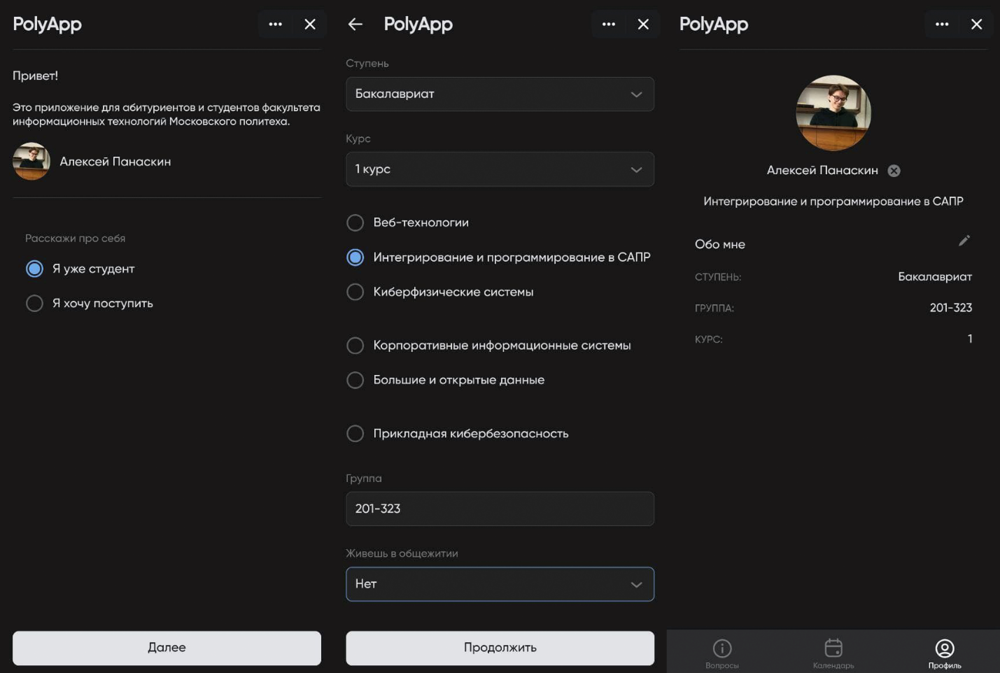 PolyApp
Привет!
Это приложение для абитуриентов и студентов факультета
информационных технологий Московского политеха.
Алексей Панаскин
Расскажи про себя
Я уже студент
Я хочу поступить
Далее
PolyApp
Ступень
Бакалавриат
Курс
1 курс
Веб-технологии
Интегрирование и программирование в САПР
Киберфизические системы
Корпоративные информационные системы
Большие и открытые данные
Прикладная кибербезопасность
Группа
201-323
Живешь в общежитии
Нет
Продолжить
PolyApp
Алексей Панаскин
Интегрирование и программирование в САПР
Обо мне
СТУПЕНЬ: Бакалавриат
ГРУППА: 201-323
КУРС: 1
Вопросы Календарь Профиль